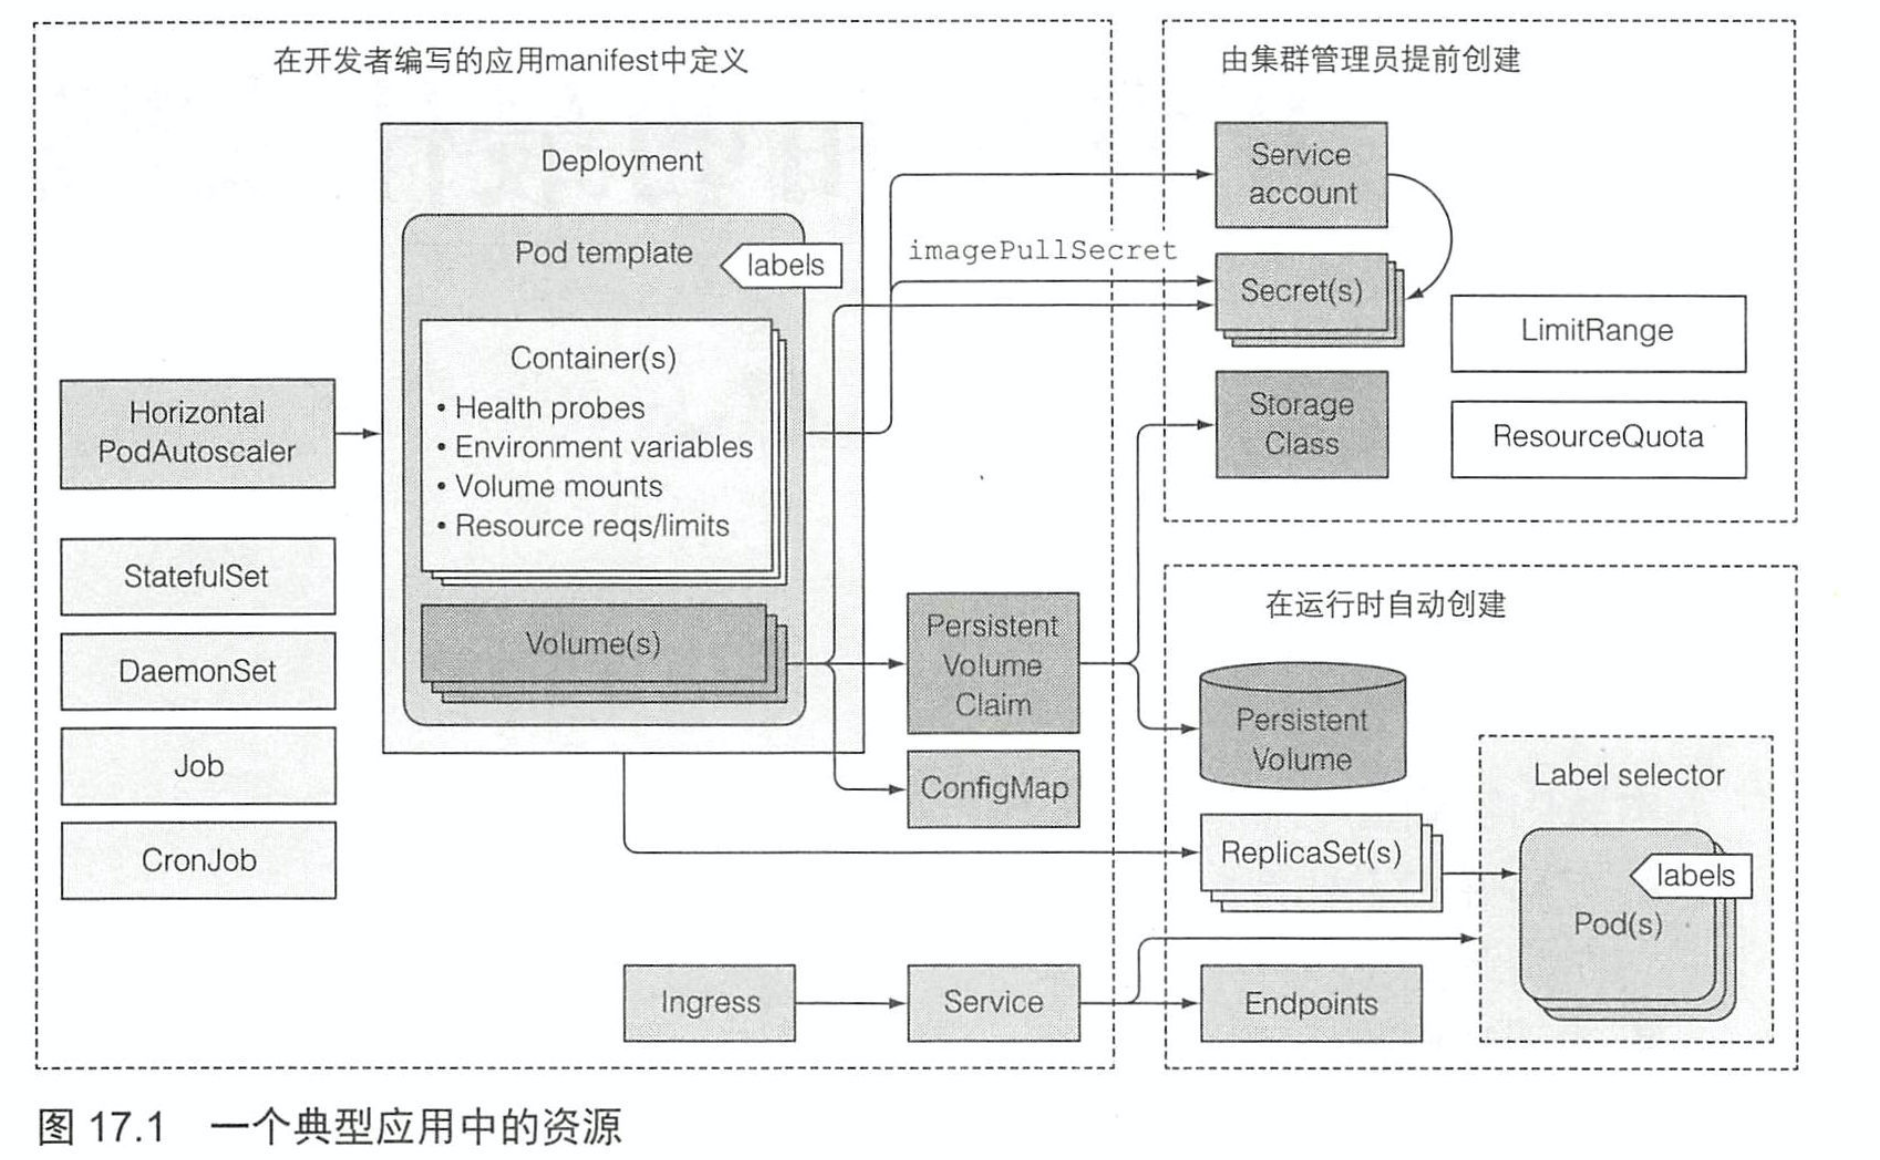 在开发者编写的应用manifest中定义
Deployment
Pod template
labels
Container(s)
• Health probes
• Environment variables
• Volume mounts
• Resource reqs/limits
Volume(s)
Horizontal
PodAutoscaler
StatefulSet
DaemonSet
Job
CronJob
Persistent
Volume
Claim
ConfigMap
Ingress
Service
imagePullSecret
由集群管理员提前创建
Service
account
Secret(s)
Storage
Class
LimitRange
ResourceQuota
在运行时自动创建
Persistent
Volume
ReplicaSet(s)
Endpoints
Label selector
labels
Pod(s)
图 17.1 一个典型应用中的资源